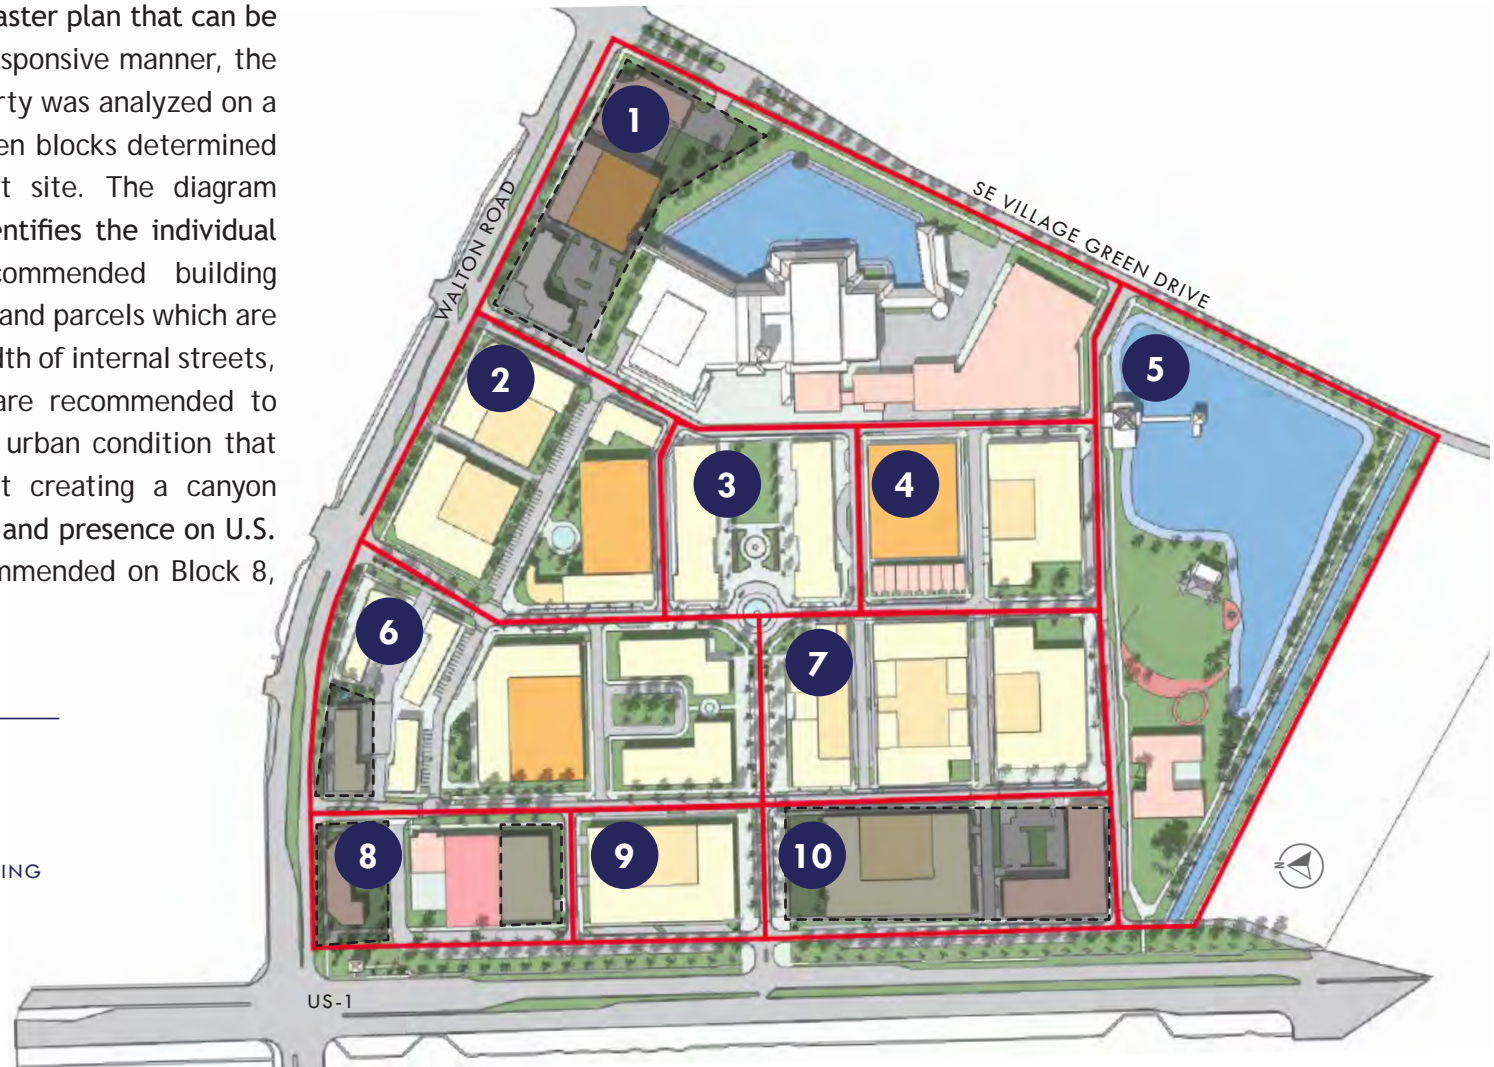 aster plan that can be
sponsive manner, the
rty was analyzed on a
en blocks determined
t site. The diagram
entifies the individual
commended building
and parcels which are
dth of internal streets,
are recommended to
urban condition that
t creating a canyon
and presence on U.S.
mmended on Block 8,
ING
WALTON ROAD
SE VILLAGE GREEN DRIVE
1
2
3
4
5
6
7
8
9
10
N
US-1